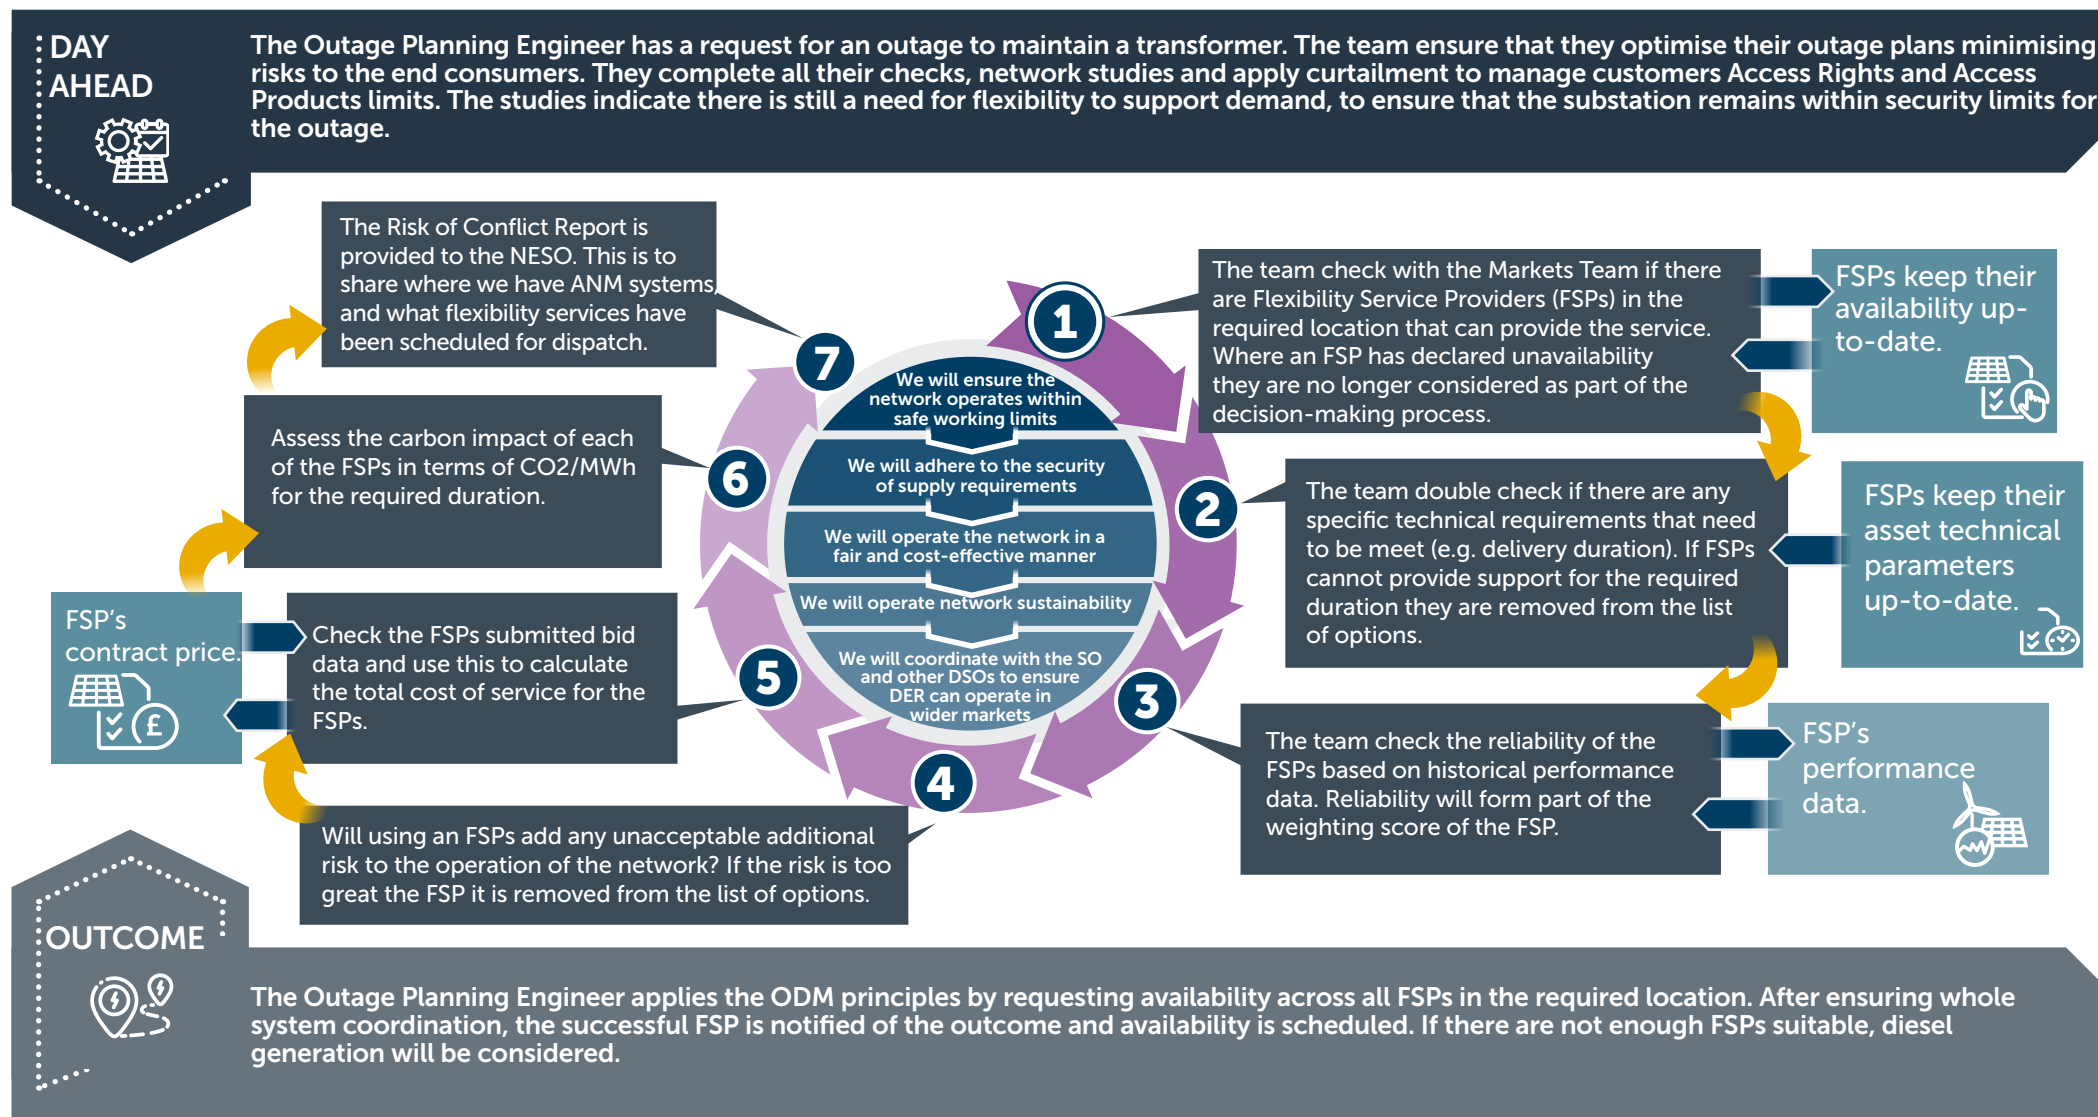 DAY
AHEAD
The Outage Planning Engineer has a request for an outage to maintain a transformer. The team ensure that they optimise their outage plans minimising
risks to the end consumers. They complete all their checks, network studies and apply curtailment to manage customers Access Rights and Access
Products limits. The studies indicate there is still a need for flexibility to support demand, to ensure that the substation remains within security limits for
the outage.
1
The team check with the Markets Team if there
are Flexibility Service Providers (FSPs) in the
required location that can provide the service.
Where an FSP has declared unavailability
they are no longer considered as part of the
decision-making process.
FSPs keep their
availability up-
to-date.
2
The team double check if there are any
specific technical requirements that need
to be meet (e.g. delivery duration). If FSPs
cannot provide support for the required
duration they are removed from the list
of options.
FSPs keep their
asset technical
parameters
up-to-date.
3
The team check the reliability of the
FSPs based on historical performance
data. Reliability will form part of the
weighting score of the FSP.
FSP's
performance
data.
4
Will using an FSPs add any unacceptable additional
risk to the operation of the network? If the risk is too
great the FSP it is removed from the list of options.
5
Check the FSPs submitted bid
data and use this to calculate
the total cost of service for the
FSPs.
FSP's
contract price.
£
6
Assess the carbon impact of each
of the FSPs in terms of CO2/MWh
for the required duration.
7
The Risk of Conflict Report is
provided to the NESO. This is to
share where we have ANM systems,
and what flexibility services have
been scheduled for dispatch.
We will ensure the
network operates within
safe working limits
We will adhere to the security
of supply requirements
We will operate the network in a
fair and cost-effective manner
We will operate network sustainability
We will coordinate with the SO
and other DSOs to ensure
DER can operate in
wider markets
OUTCOME
The Outage Planning Engineer applies the ODM principles by requesting availability across all FSPs in the required location. After ensuring whole
system coordination, the successful FSP is notified of the outcome and availability is scheduled. If there are not enough FSPs suitable, diesel
generation will be considered.